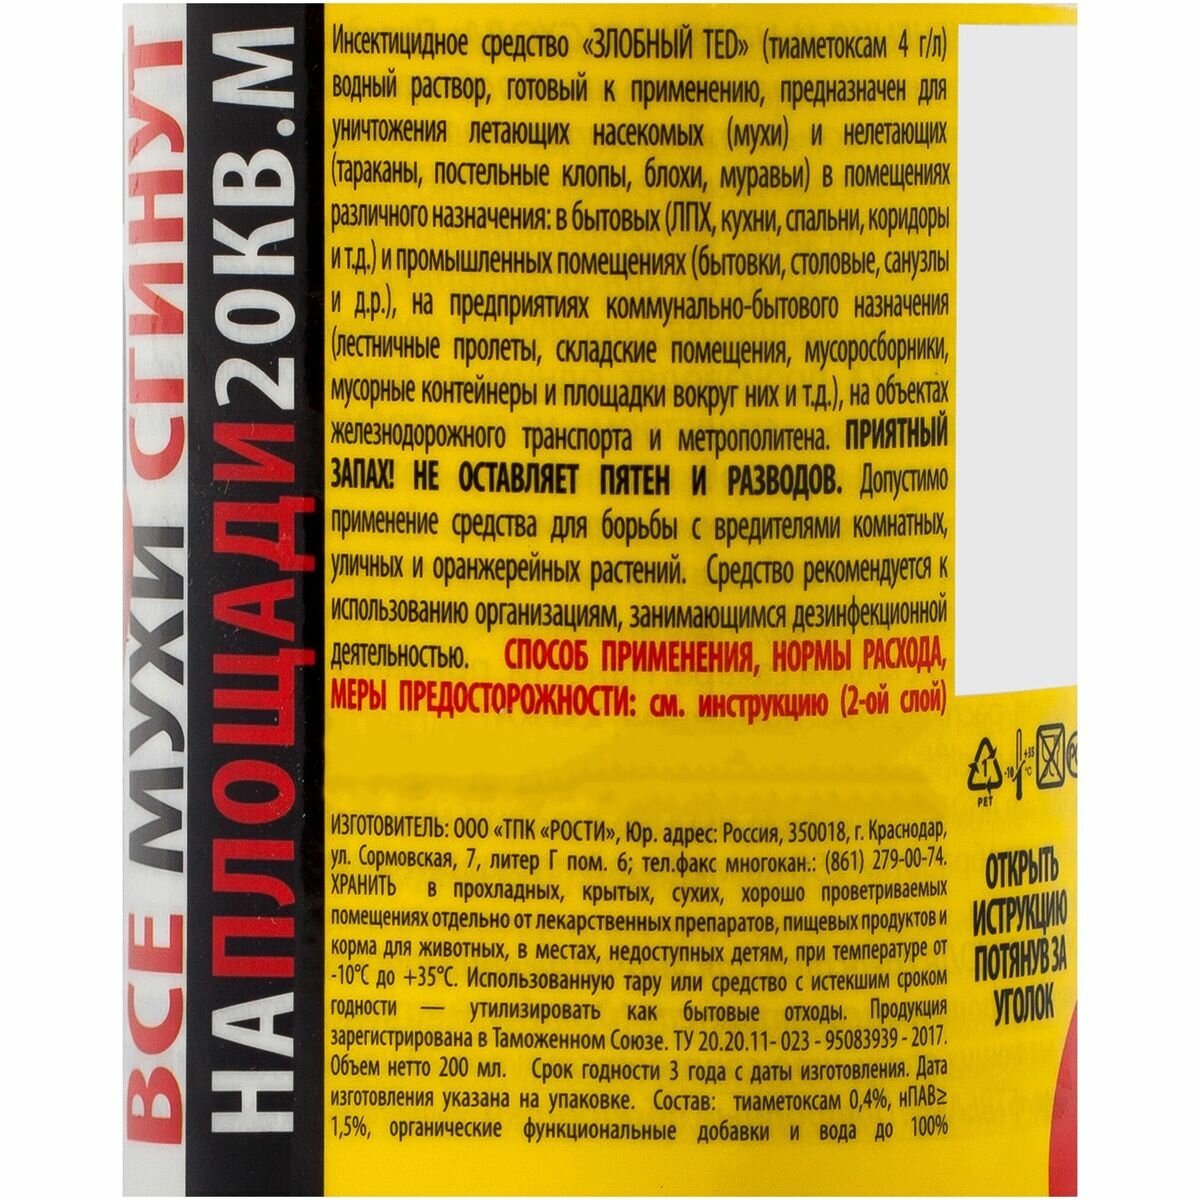 ВСЕ МУХИ СГИНУТ
НА ПЛОЩАДИ 20КВ.М
Инсектицидное средство «ЗЛОБНЫЙ TED» (тиаметоксам 4 г/л)
водный раствор, готовый к применению, предназначен для
уничтожения летающих насекомых (мухи) и нелетающих
(тараканы, постельные клопы, блохи, муравьи) в помещениях
различного назначения: в бытовых (ЛПХ, кухни, спальни, коридоры
и т.д.) и промышленных помещениях (бытовки, столовые, санузлы
и д.р.), на предприятиях коммунально-бытового назначения
(лестничные пролеты, складские помещения, мусоросборники,
мусорные контейнеры и площадки вокруг них и т.д.), на объектах
железнодорожного транспорта и метрополитена. ПРИЯТНЫЙ
ЗАПАХ! НЕ ОСТАВЛЯЕТ ПЯТЕН И РАЗВОДОВ. Допустимо
применение средства для борьбы с вредителями комнатных,
уличных и оранжерейных растений. Средство рекомендуется к
использованию организациям, занимающимся дезинфекционной
деятельностью. СПОСОБ ПРИМЕНЕНИЯ, НОРМЫ РАСХОДА,
МЕРЫ ПРЕДОСТОРОЖНОСТИ: см. инструкцию (2-ой слой)
ИЗГОТОВИТЕЛЬ: ООО «ТПК «РОСТИ», Юр. адрес: Россия, 350018, г. Краснодар,
ул. Сормовская, 7, литер Г пом. 6; тел.факс многокан.: (861) 279-00-74.
ХРАНИТЬ в прохладных, крытых, сухих, хорошо проветриваемых
помещениях отдельно от лекарственных препаратов, пищевых продуктов и
корма для животных, в местах, недоступных детям, при температуре от
-10°С до +35°С. Использованную тару или средство с истекшим сроком
годности — утилизировать как бытовые отходы. Продукция
зарегистрирована в Таможенном Союзе. ТУ 20.20.11- 023 - 95083939 - 2017.
Объем нетто 200 мл. Срок годности 3 года с даты изготовления. Дата
изготовления указана на упаковке. Состав: тиаметоксам 0,4%, нПАВ≥
1,5%, органические функциональные добавки и вода до 100%
1
PET
-10
+35
°C
ОТКРЫТЬ
ИСТРУКЦИЮ
ПОТЯНУВ ЗА
УГОЛОК